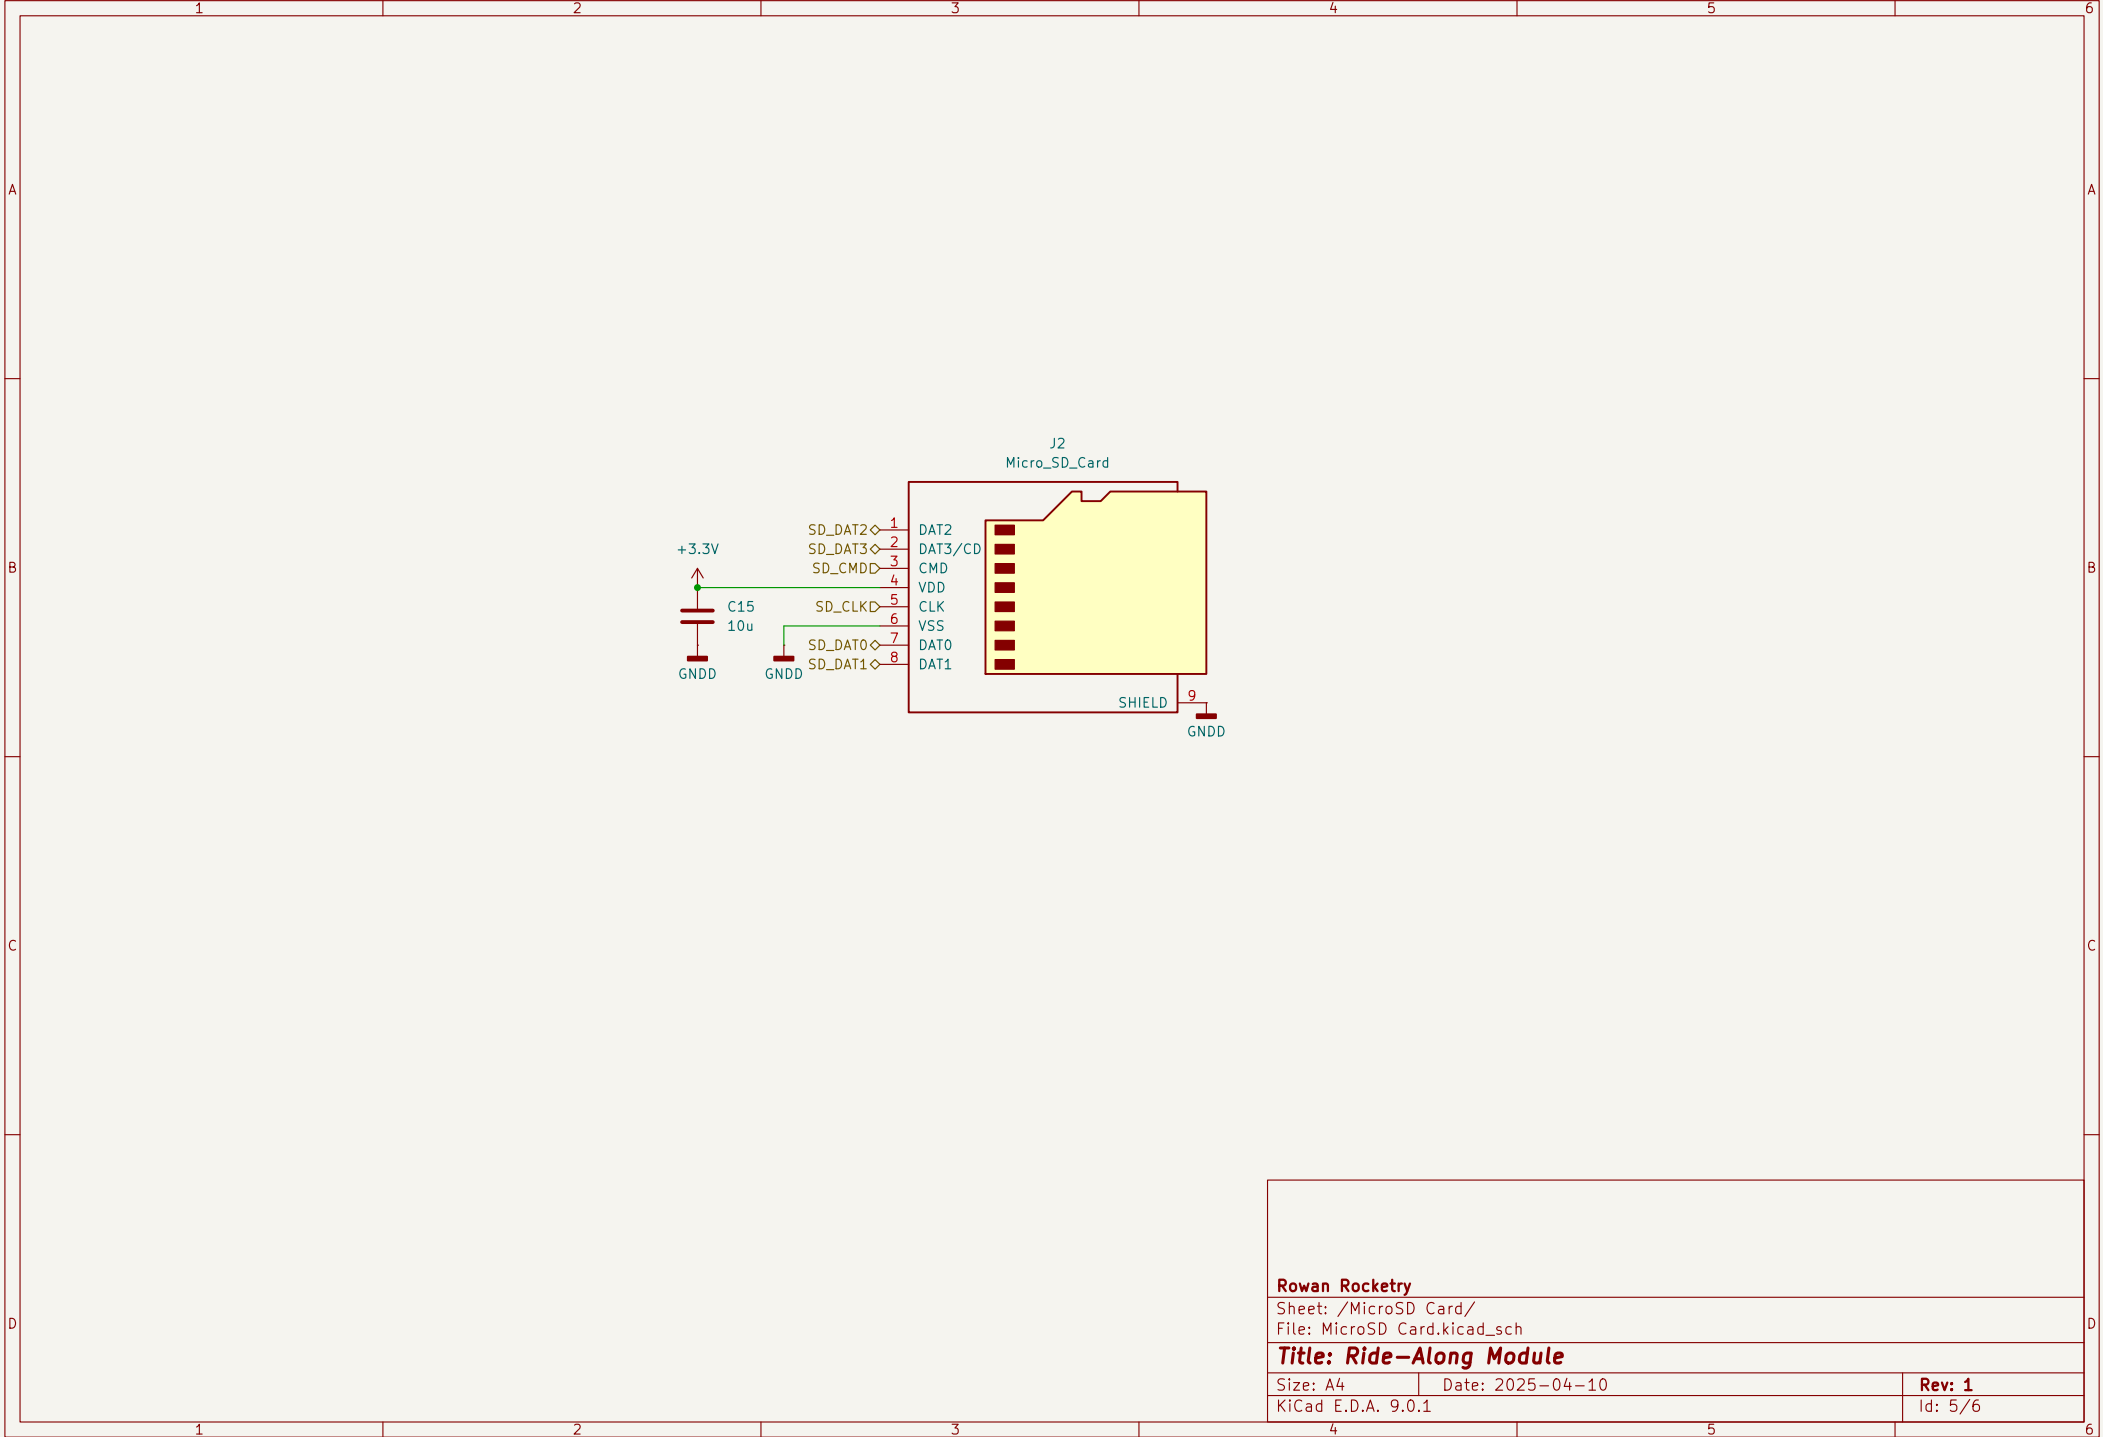 1 2 3 4 5 6
A A
J2
Micro_SD_Card
SD_DAT2 1 DAT2
+3.3V SD_DAT3 2 DAT3/CD
B SD_CMD 3 CMD B
4 VDD
C15 SD_CLK 5 CLK
10u 6 VSS
SD_DAT0 7 DAT0
SD_DAT1 8 DAT1
GNDD GNDD
SHIELD 9
GNDD
C C
Rowan Rocketry
Sheet: /MicroSD Card/
D D
File: MicroSD Card.kicad_sch
Title: Ride-Along Module
Size: A4 Date: 2025-04-10 Rev: 1
KiCad E.D.A. 9.0.1 Id: 5/6
1 2 3 4 5 6